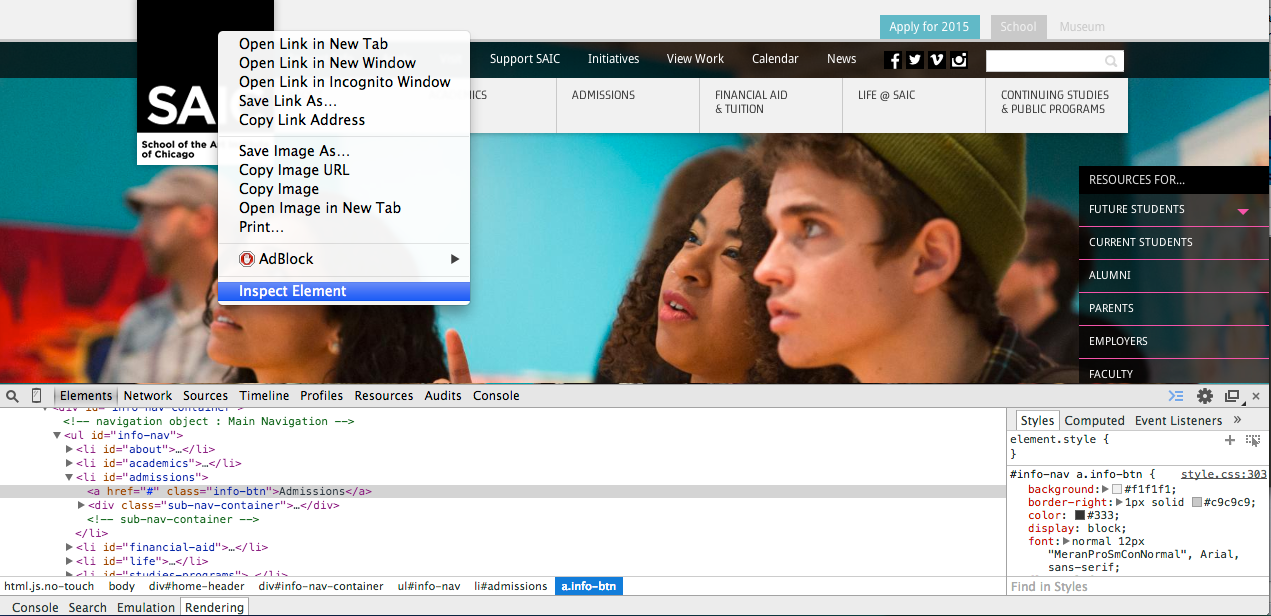 Apply for 2015
School
Museum
Support SAIC
Initiatives
View Work
Calendar
News
SAI
School of the A
of Chicago
ICS
ADMISSIONS
FINANCIAL AID
& TUITION
LIFE @ SAIC
CONTINUING STUDIES
& PUBLIC PROGRAMS
Open Link in New Tab
Open Link in New Window
Open Link in Incognito Window
Save Link As...
Copy Link Address
Save Image As...
Copy Image URL
Copy Image
Open Image in New Tab
Print...
AdBlock
Inspect Element
RESOURCES FOR...
FUTURE STUDENTS
CURRENT STUDENTS
ALUMNI
PARENTS
EMPLOYERS
FACULTY
Elements Network Sources Timeline Profiles Resources Audits Console
<div id="info-nav-container">
<!-- navigation object : Main Navigation -->
<ul id="info-nav">
<li id="about">…</li>
<li id="academics">…</li>
<li id="admissions">
<a href="#" class="info-btn">Admissions</a>
<div class="sub-nav-container">…</div>
<!-- sub-nav-container -->
</li>
<li id="financial-aid">…</li>
<li id="life">…</li>
<li id="studies-programs">…</li>
html.js.no-touch body div#home-header div#info-nav-container ul#info-nav li#admissions a.info-btn
Styles Computed Event Listeners »
element.style {
}
#info-nav a.info-btn { style.css:303
background: #f1f1f1;
border-right: 1px solid #c9c9c9;
color: #333;
display: block;
font: normal 12px
"MeranProSmConNormal", Arial,
sans-serif;
Find in Styles
Console Search Emulation Rendering